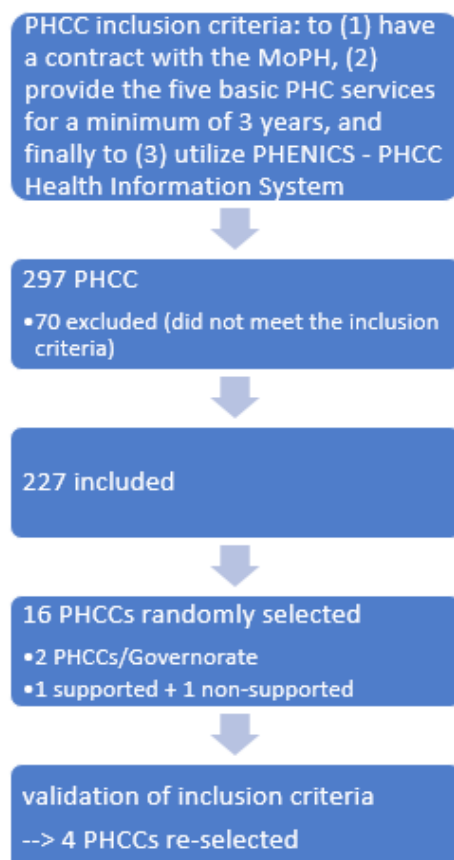 PHCC inclusion criteria: to (1) have
a contract with the MoPH, (2)
provide the five basic PHC services
for a minimum of 3 years, and
finally to (3) utilize PHENICS - PHCC
Health Information System
297 PHCC
•70 excluded (did not meet the inclusion
criteria)
227 included
16 PHCCs randomly selected
•2 PHCCs/Governorate
•1 supported + 1 non-supported
validation of inclusion criteria
--> 4 PHCCs re-selected